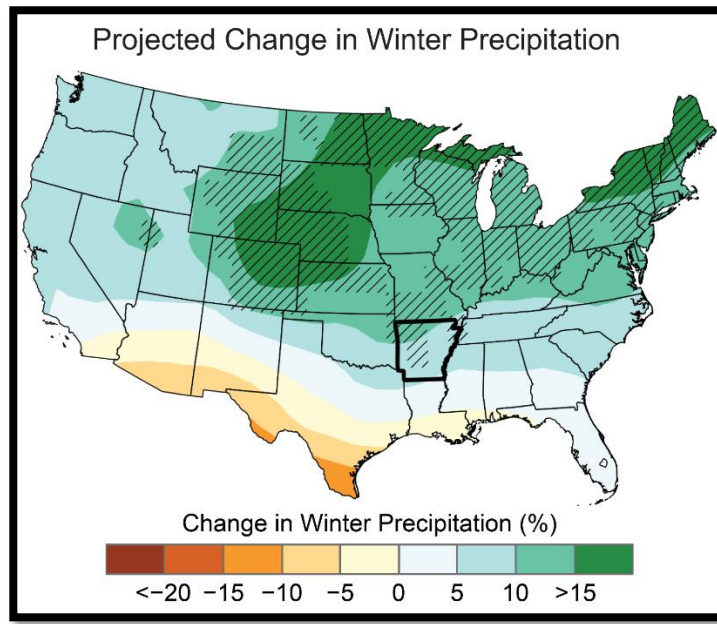 Projected Change in Winter Precipitation
Change in Winter Precipitation (%)
<−20 −15 −10 −5 0 5 10 >15